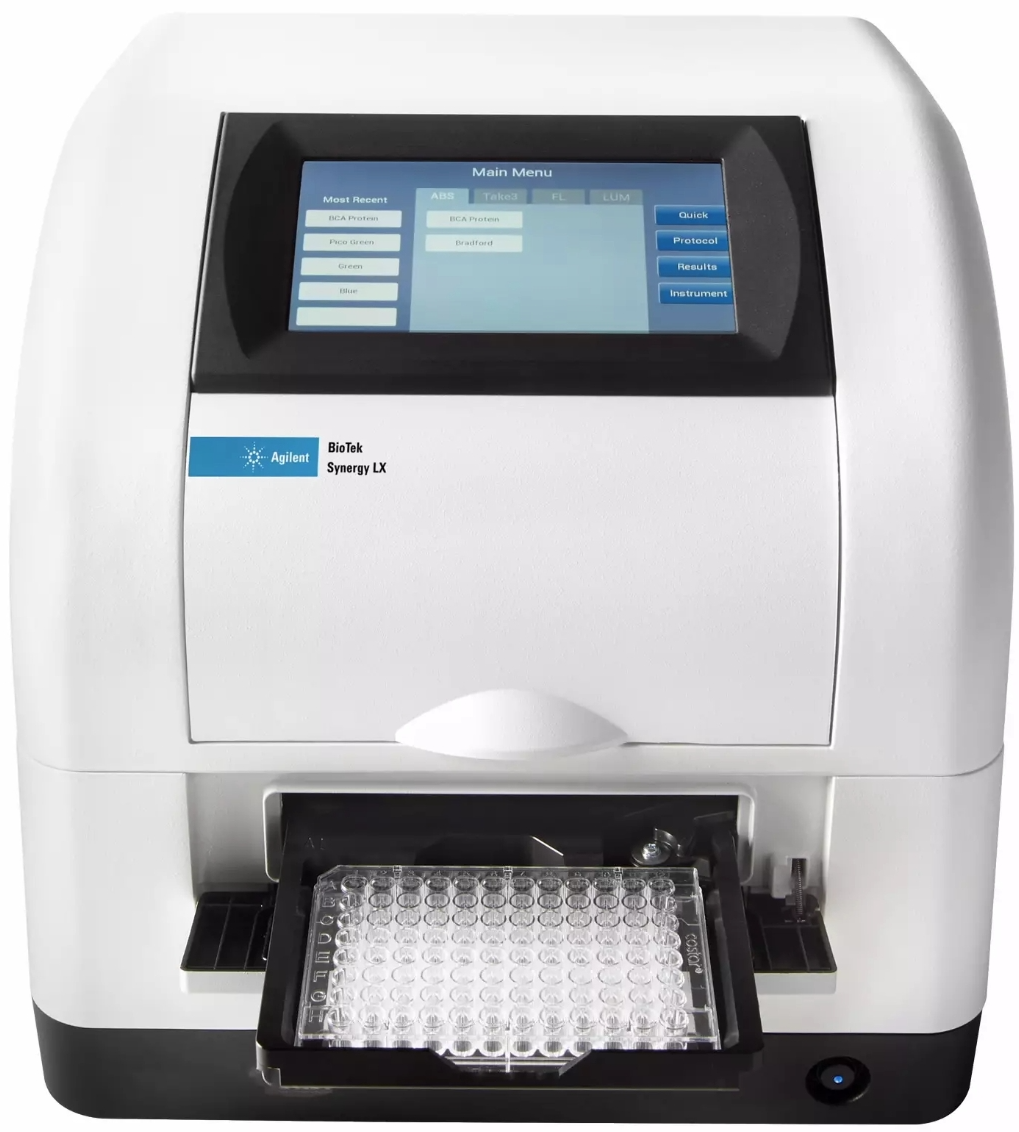 Main Menu
Most Recent
ABS Take3 FL LUM
BCA Protein
Pico Green
Green
Blue
BCA Protein
Bradford
Quick
Protocol
Results
Instrument
Agilent
BioTek
Synergy LX
A
B
C
D
E
F
G
H
costar®